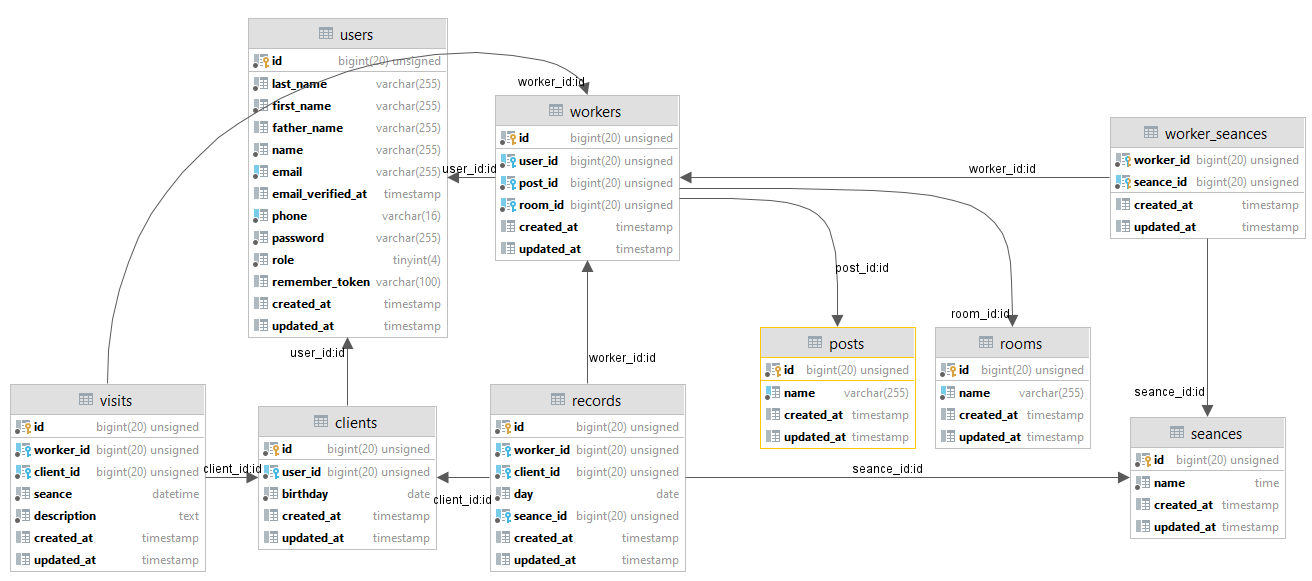 users
id bigint(20) unsigned
last_name varchar(255)
first_name varchar(255)
father_name varchar(255)
name varchar(255)
email varchar(255)
email_verified_at timestamp
phone varchar(16)
password varchar(255)
role tinyint(4)
remember_token varchar(100)
created_at timestamp
updated_at timestamp
worker_id:id
workers
id bigint(20) unsigned
user_id bigint(20) unsigned
post_id bigint(20) unsigned
room_id bigint(20) unsigned
created_at timestamp
updated_at timestamp
user_id:id
worker_id:id
worker_seances
worker_id bigint(20) unsigned
seance_id bigint(20) unsigned
created_at timestamp
updated_at timestamp
post_id:id
room_id:id
user_id:id
worker_id:id
seance_id:id
posts
id bigint(20) unsigned
name varchar(255)
created_at timestamp
updated_at timestamp
rooms
id bigint(20) unsigned
name varchar(255)
created_at timestamp
updated_at timestamp
visits
id bigint(20) unsigned
worker_id bigint(20) unsigned
client_id bigint(20) unsigned
seance datetime
description text
created_at timestamp
updated_at timestamp
client_id:id
clients
id bigint(20) unsigned
user_id bigint(20) unsigned
birthday date
created_at timestamp
updated_at timestamp
client_id:id
records
id bigint(20) unsigned
worker_id bigint(20) unsigned
client_id bigint(20) unsigned
day date
seance_id bigint(20) unsigned
created_at timestamp
updated_at timestamp
seance_id:id
seances
id bigint(20) unsigned
name time
created_at timestamp
updated_at timestamp